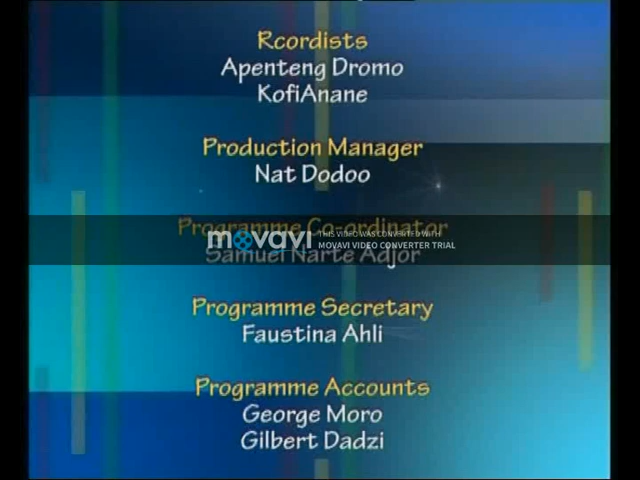 Rcordists
Apenteng Dromo
KofiAnane
Production Manager
Nat Dodoo
Programme Co-ordinator
movavi THIS VIDEO WAS CONVERTED WITH
MOVAVI VIDEO CONVERTER TRIAL
Samuel Narte Adjor
Programme Secretary
Faustina Ahli
Programme Accounts
George Moro
Gilbert Dadzi